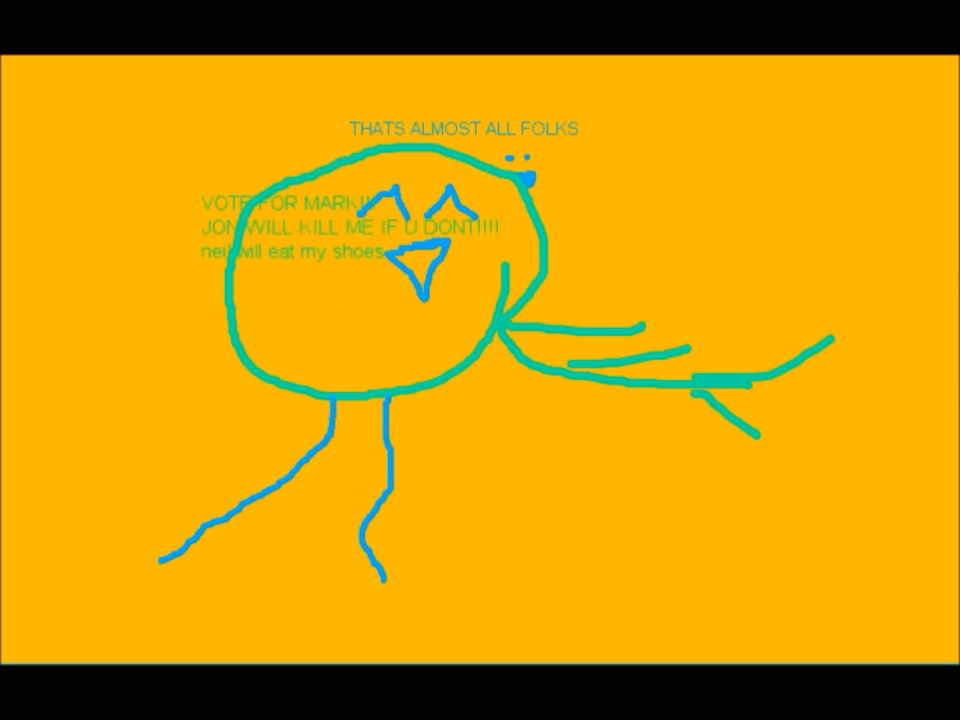 THATS ALMOST ALL FOLKS
VOTE FOR MARK!!!
JON WILL KILL ME IF U DONT!!!!!
neil will eat my shoes